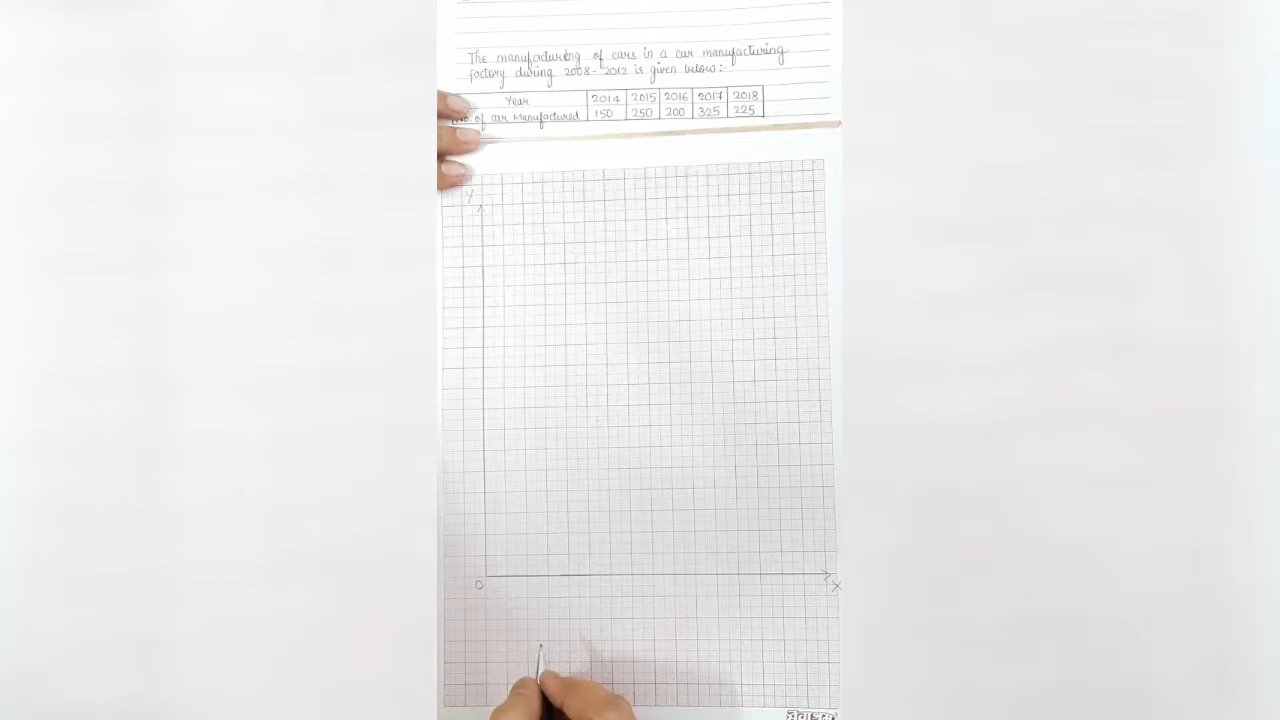 The manufacturing of cars in a car manufacturing
factory during 2008-2012 is given below:-
Year 2014 2015 2016 2017 2018
No. of car Manufactured 150 250 200 325 225
Y
O
X